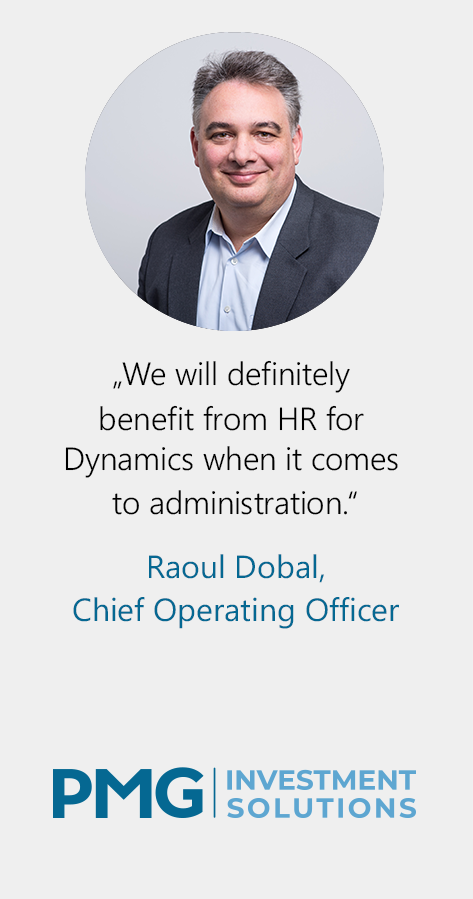 „We will definitely
benefit from HR for
Dynamics when it comes
to administration.“
Raoul Dobal,
Chief Operating Officer
PMG INVESTMENT
SOLUTIONS